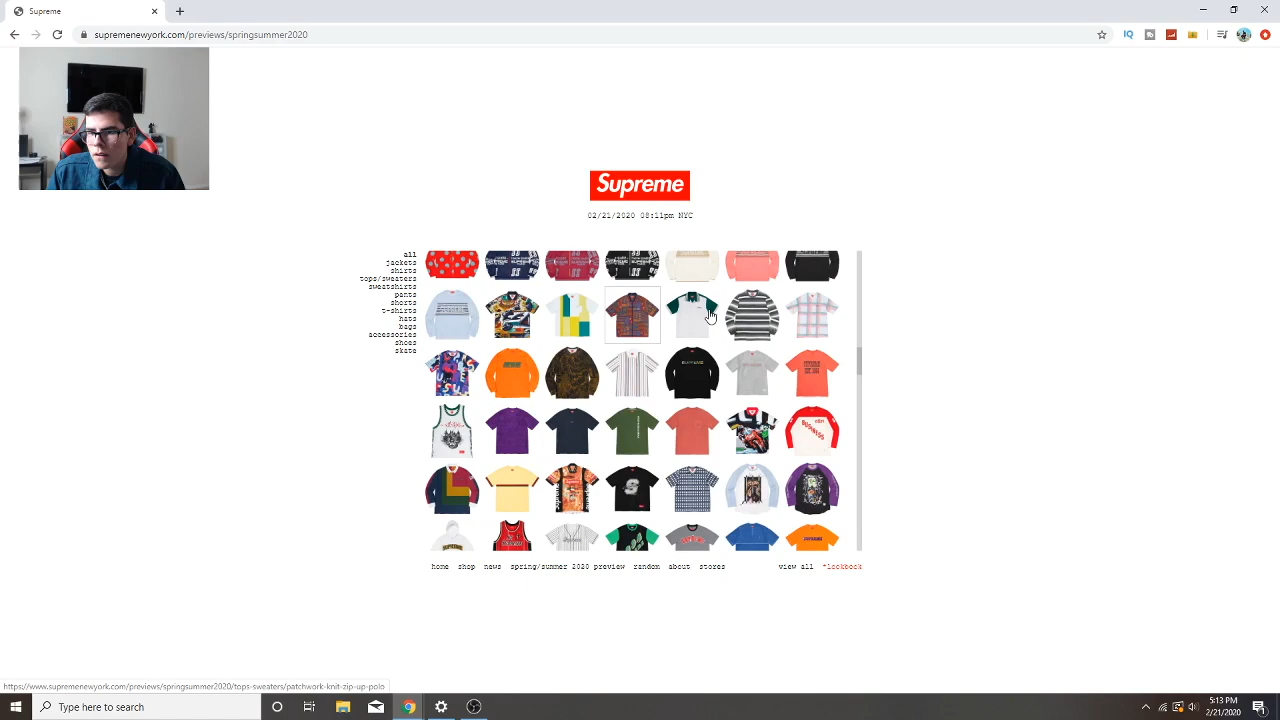 Supreme
supremenewyork.com/previews/springsummer2020
IQ
Supreme
02/21/2020 08:11pm NYC
all
jackets
shirts
tops/sweaters
sweatshirts
pants
shorts
t-shirts
hats
bags
accessories
shoes
skate
home shop news spring/summer 2020 preview random about stores view all *lookbook
https://www.supremenewyork.com/previews/springsummer2020/tops-sweaters/patchwork-knit-zip-up-polo
Type here to search
5:13 PM
2/21/2020